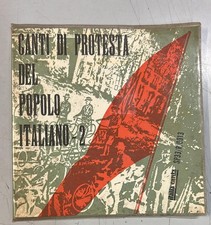 CANTI DI PROTESTA
DEL
POPOLO
ITALIANO-2